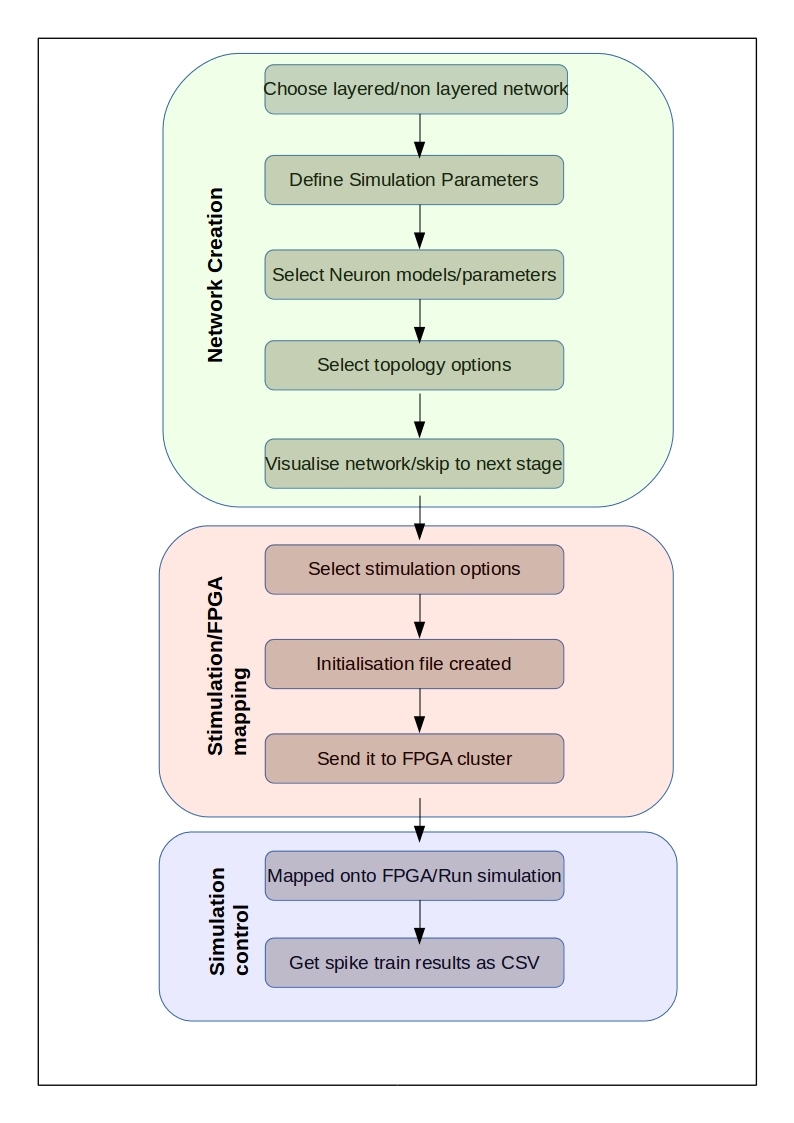 Network Creation
Choose layered/non layered network
Define Simulation Parameters
Select Neuron models/parameters
Select topology options
Visualise network/skip to next stage
Stimulation/FPGA
mapping
Select stimulation options
Initialisation file created
Send it to FPGA cluster
Simulation
control
Mapped onto FPGA/Run simulation
Get spike train results as CSV